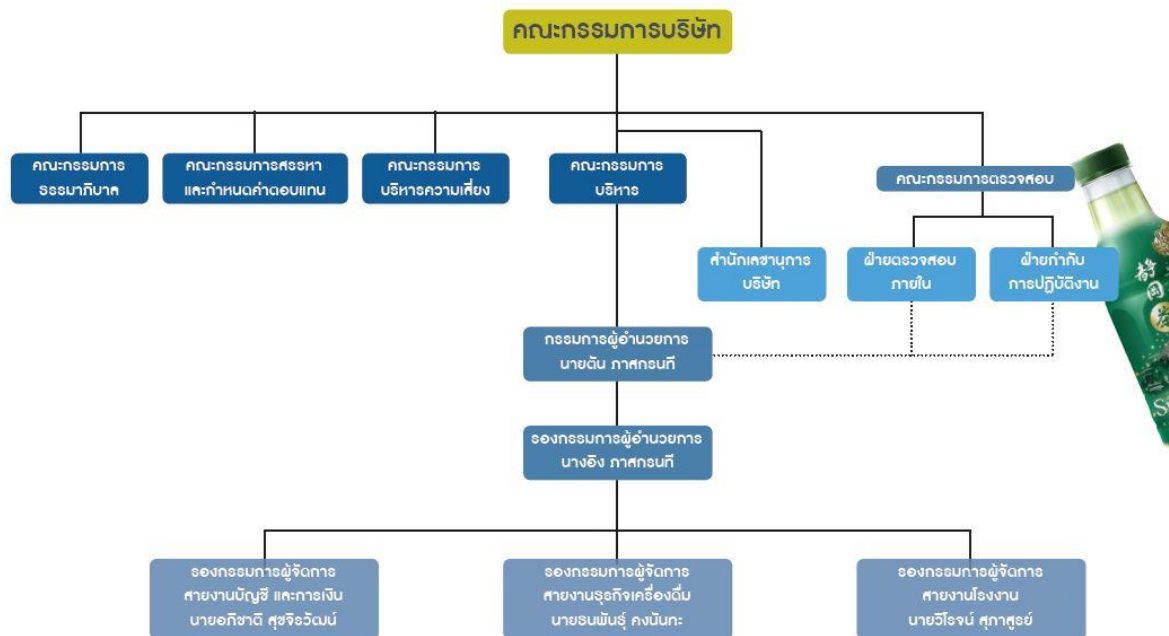 คณะกรรมการบริษัท
คณะกรรมการ
ธรรมาภิบาล
คณะกรรมการสรรหา
และกำหนดค่าตอบแทน
คณะกรรมการ
บริหารความเสี่ยง
คณะกรรมการ
บริหาร
คณะกรรมการตรวจสอบ
สำนักเลขานุการ
บริษัท
ฝ่ายตรวจสอบ
ภายใน
ฝ่ายกำกับ
การปฏิบัติงาน
静
岡
กรรมการผู้อำนวยการ
นายตัน ภาสกรนที
รองกรรมการผู้อำนวยการ
นางอิง ภาสกรนที
รองกรรมการผู้จัดการ
สายงานบัญชี และการเงิน
นายอภิชาติ สุขจิรวัฒน์
รองกรรมการผู้จัดการ
สายงานธุรกิจเครื่องดื่ม
นายธนพันธุ์ คงนันทะ
รองกรรมการผู้จัดการ
สายงานโรงงาน
นายวิโรจน์ สุภาสูรย์